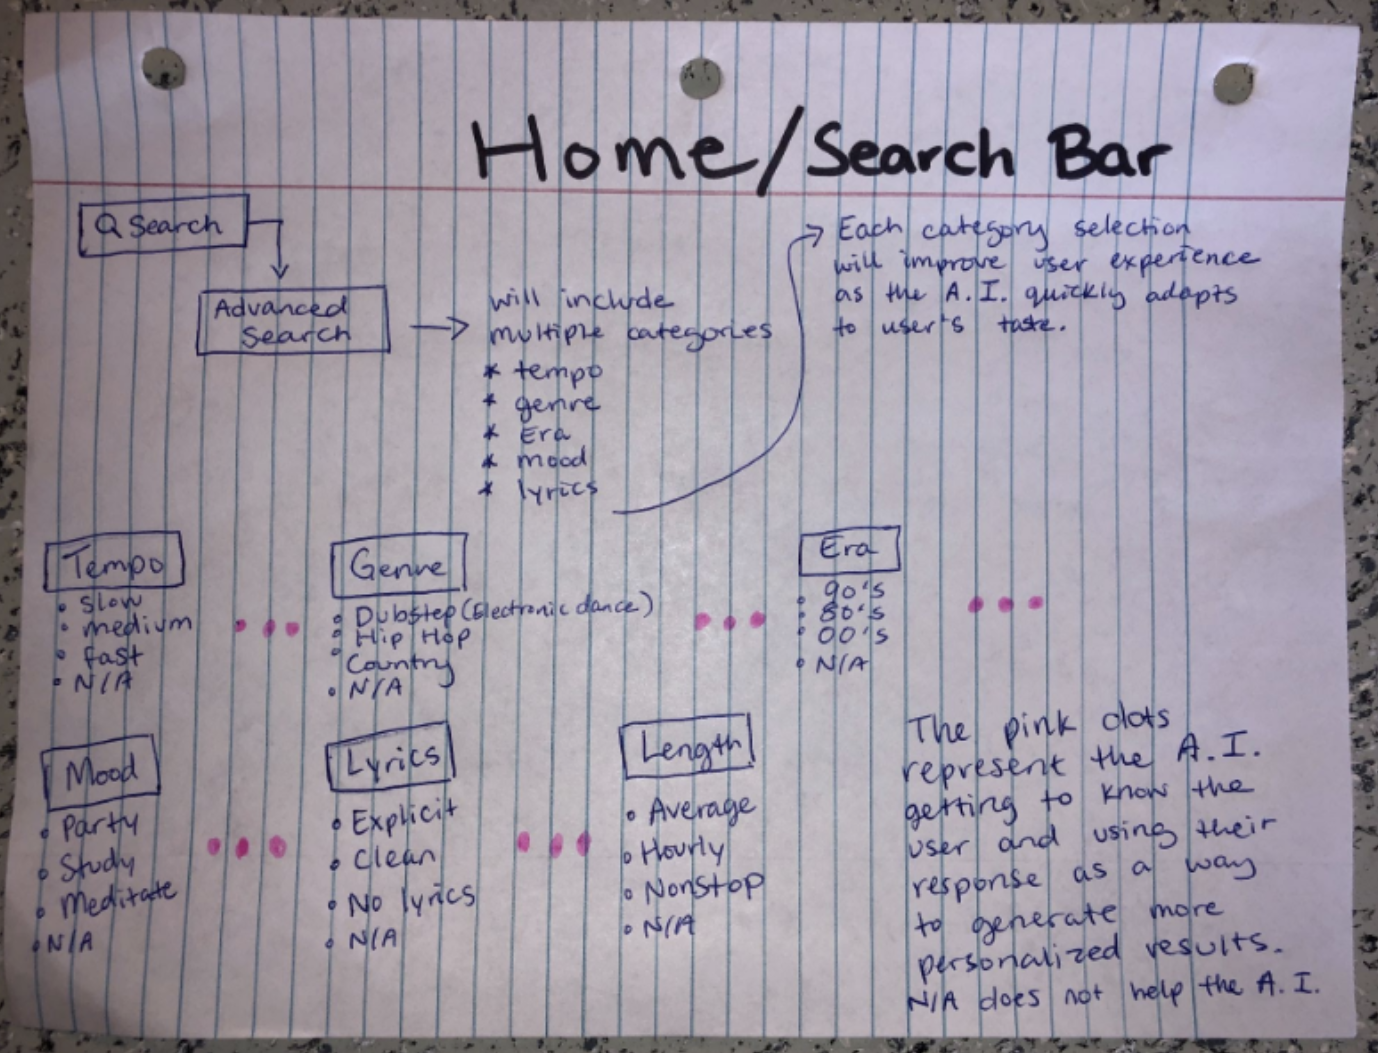 Home/Search Bar
Q Search
Advanced
Search
will include
multiple categories
* tempo
* genre
* Era
* mood
* lyrics
Each category selection
will improve user experience
as the A.I. quickly adapts
to user's taste.
Tempo
• slow
• medium
• fast
• N/A
Genre
• Dubstep (Electronic dance)
• Hip Hop
• Country
• N/A
Era
• 90's
• 80's
• 00's
• N/A
Mood
• Party
• Study
• Meditate
• N/A
Lyrics
• Explicit
• Clean
• No lyrics
• N/A
Length
• Average
• Hourly
• Nonstop
• N/A
The pink dots
represent the A.I.
getting to know the
user and using their
response as a way
to generate more
personalized results.
N/A does not help the A.I.